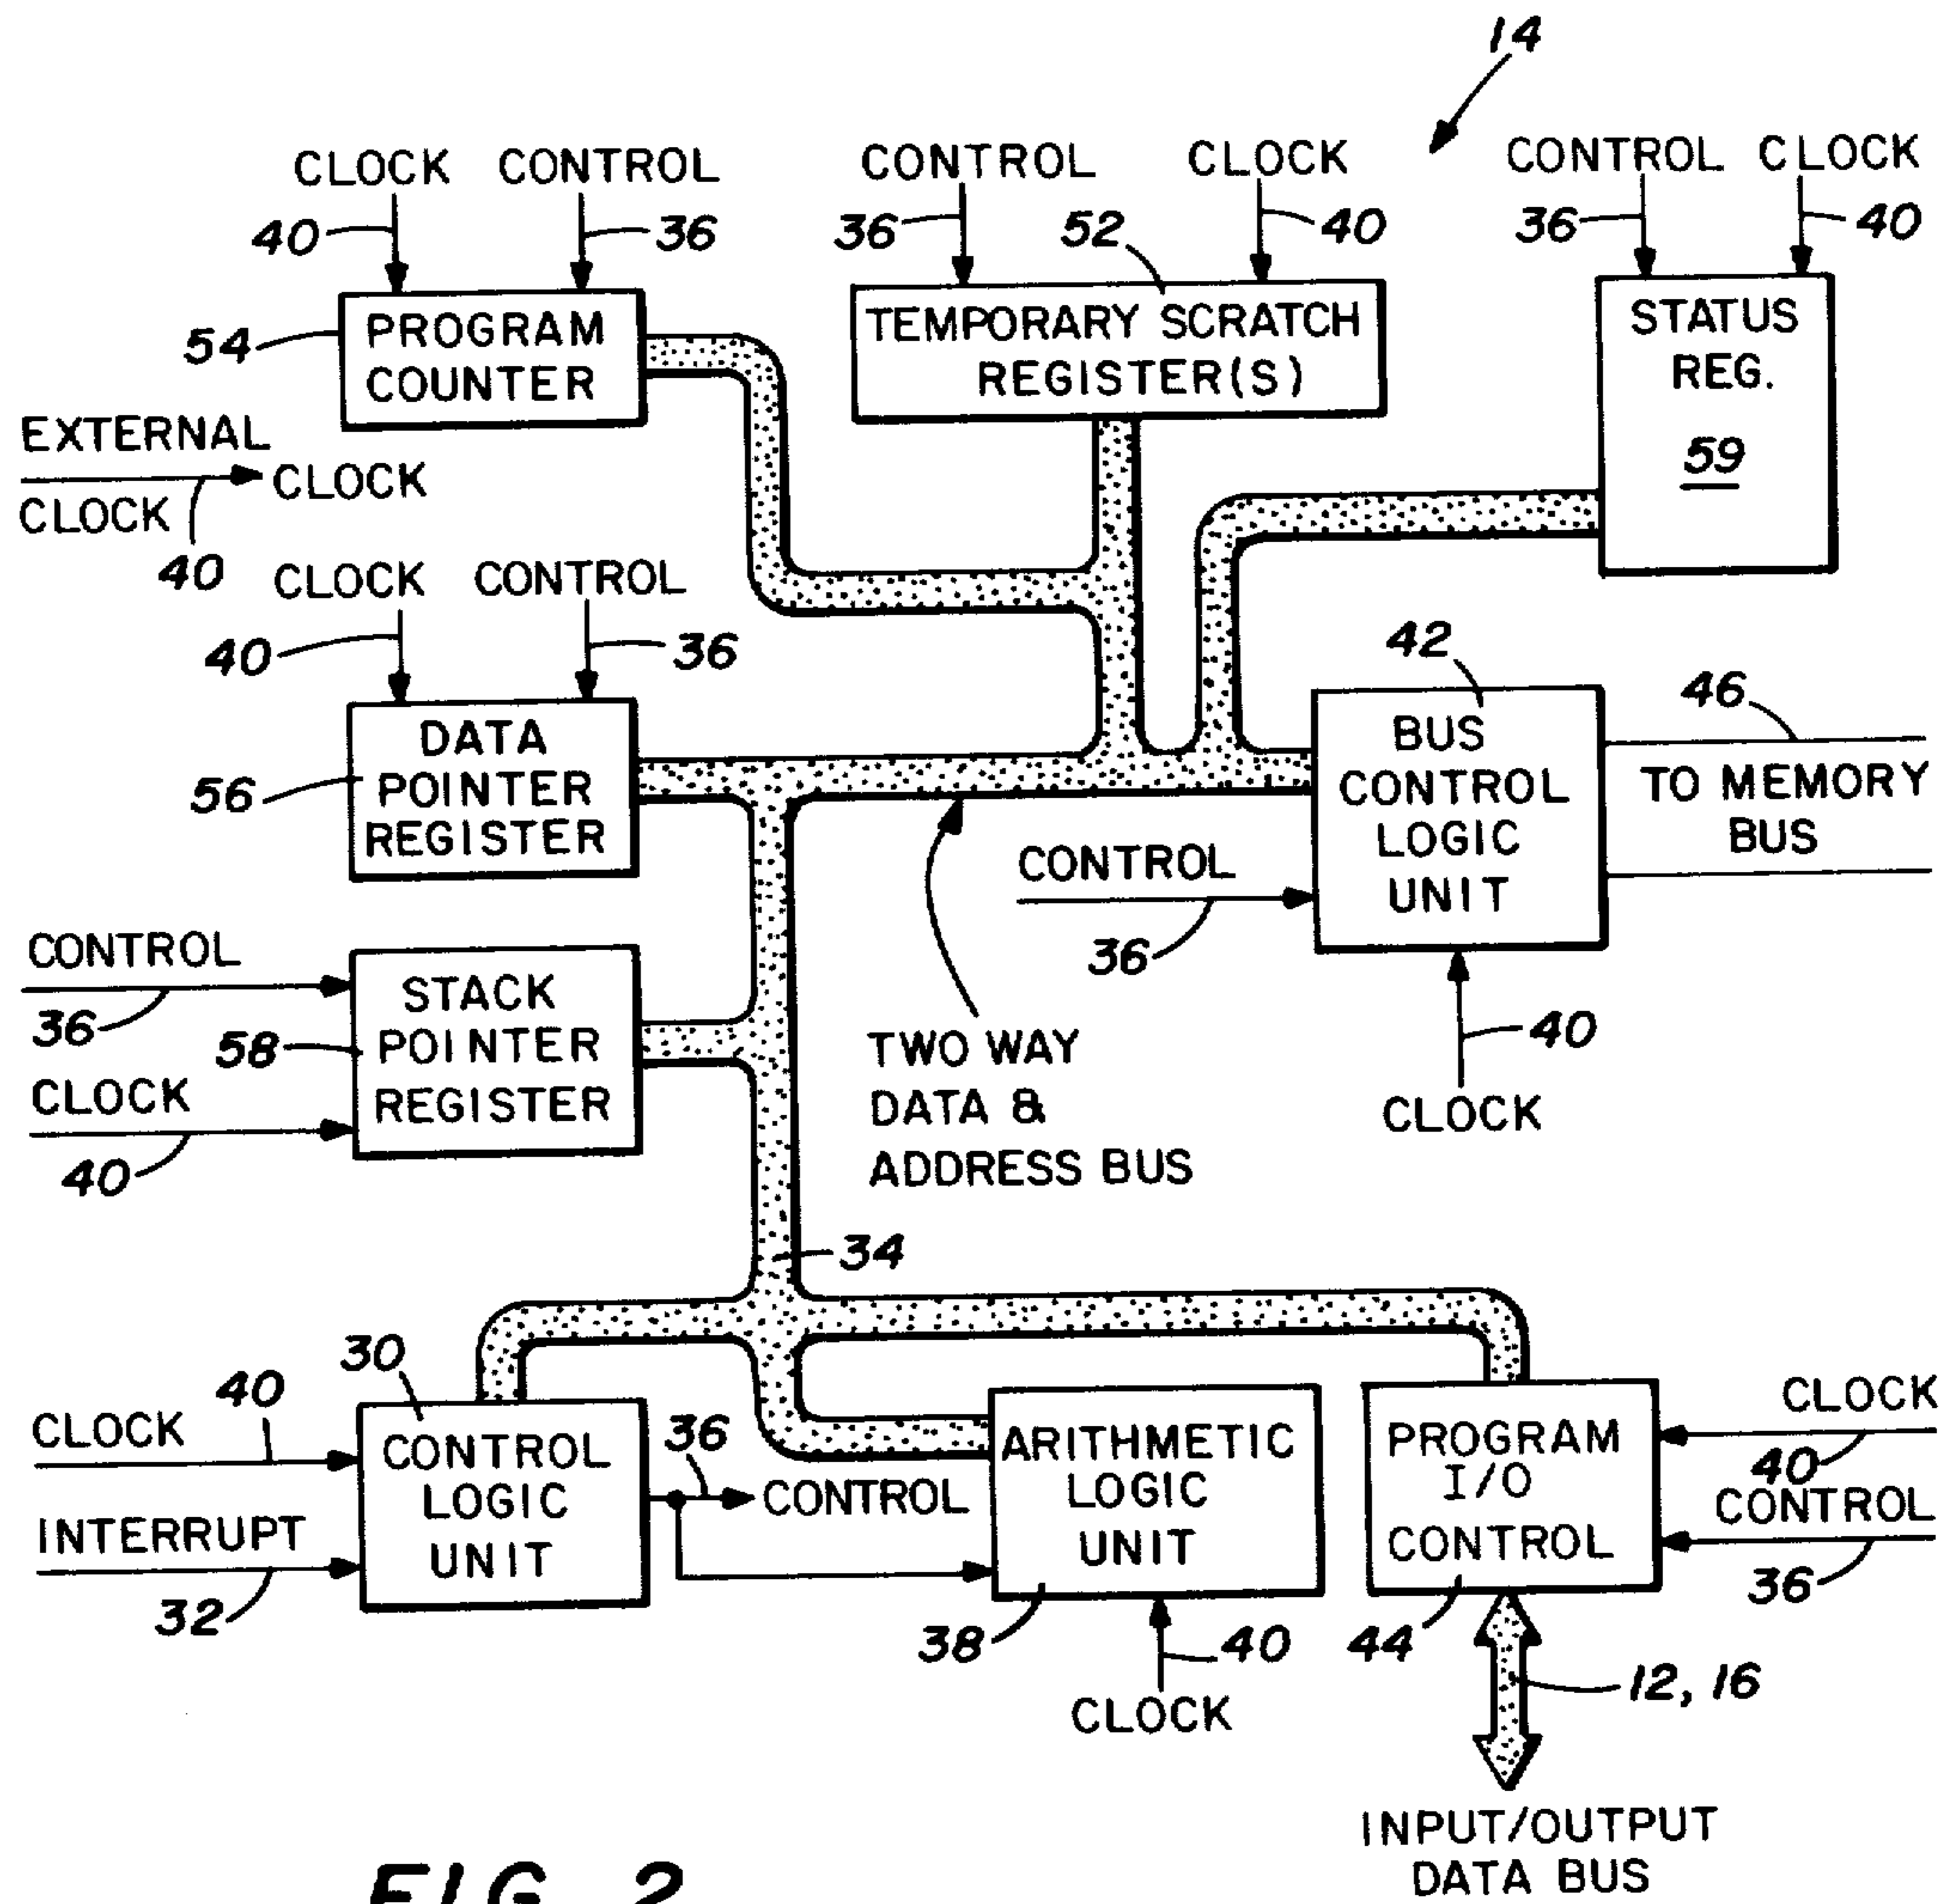 14
CLOCK CONTROL
40 36
CONTROL CLOCK
36 52 40
CONTROL CLOCK
36 40
54
PROGRAM
COUNTER
TEMPORARY SCRATCH
REGISTER(S)
STATUS
REG.
59
EXTERNAL
CLOCK
CLOCK
40
CLOCK CONTROL
40 36
56
DATA
POINTER
REGISTER
42
BUS
CONTROL
LOGIC
UNIT
46
TO MEMORY
BUS
CONTROL
36
40
CLOCK
CONTROL
36
58
CLOCK
40
STACK
POINTER
REGISTER
TWO WAY
DATA &
ADDRESS BUS
34
30
CLOCK
40
INTERRUPT
32
CONTROL
LOGIC
UNIT
36
CONTROL
ARITHMETIC
LOGIC
UNIT
38
40
CLOCK
PROGRAM
I/O
CONTROL
44
CLOCK
40
CONTROL
36
12, 16
INPUT/OUTPUT
DATA BUS
FIG. 2